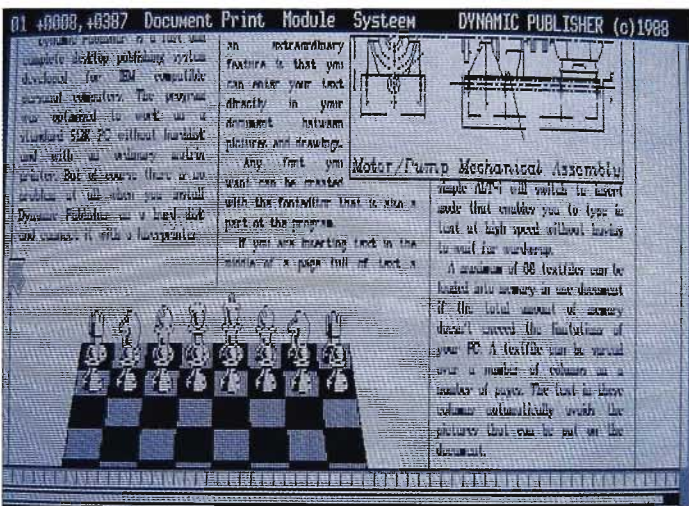 01 +0008,+0387 Document Print Module Systeem DYNAMIC PUBLISHER (c)1988
Dynamic Publisher is a fast and
complete desktop publishing system
developed for IBM compatible
personal computers. The program
was optimized to work on a
standard 512K PC without harddisk
and with an ordinary matrix
printer. But of course there is no
problem at all when you install
Dynamic Publisher on a hard disk
and connect it with a laserprinter.
an extraordinary
feature is that you
can enter your text
directly in your
document between
pictures and drawings.
Any font you
want can be created
with the fonteditor that is also a
part of the program.
If you are inserting text in the
middle of a page full of text a
Motor/Pump Mechanical Assembly
simple ALT-i will switch to insert
mode that enables you to type in
text at high speed without having
to wait for wordwrap.
A maximum of 88 textfiles can be
loaded into memory in one document
if the total amount of memory
doesn't exceed the limitations of
your PC. A textfile can be spread
over a number of columns on a
number of pages. The text in these
columns automatically avoids the
pictures that can be put on the
document.